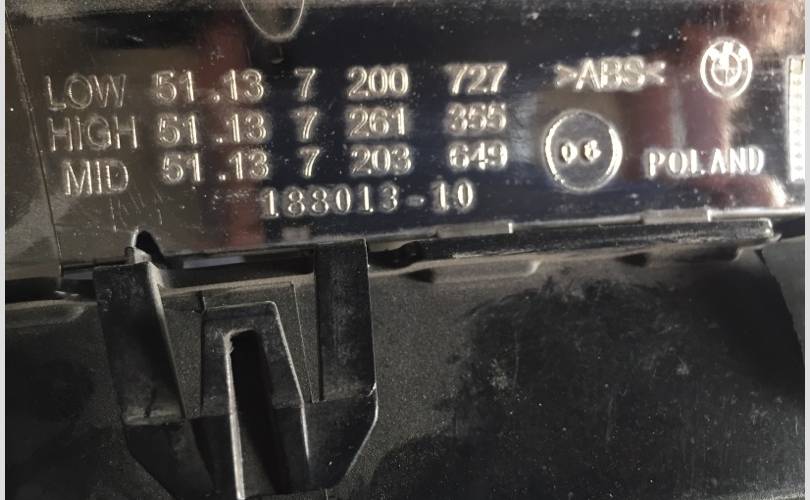 LOW 51.13 7 200 727 >ABS<
HIGH 51.13 7 261 355
MID 51.13 7 203 649 06 POLAND
188013-10